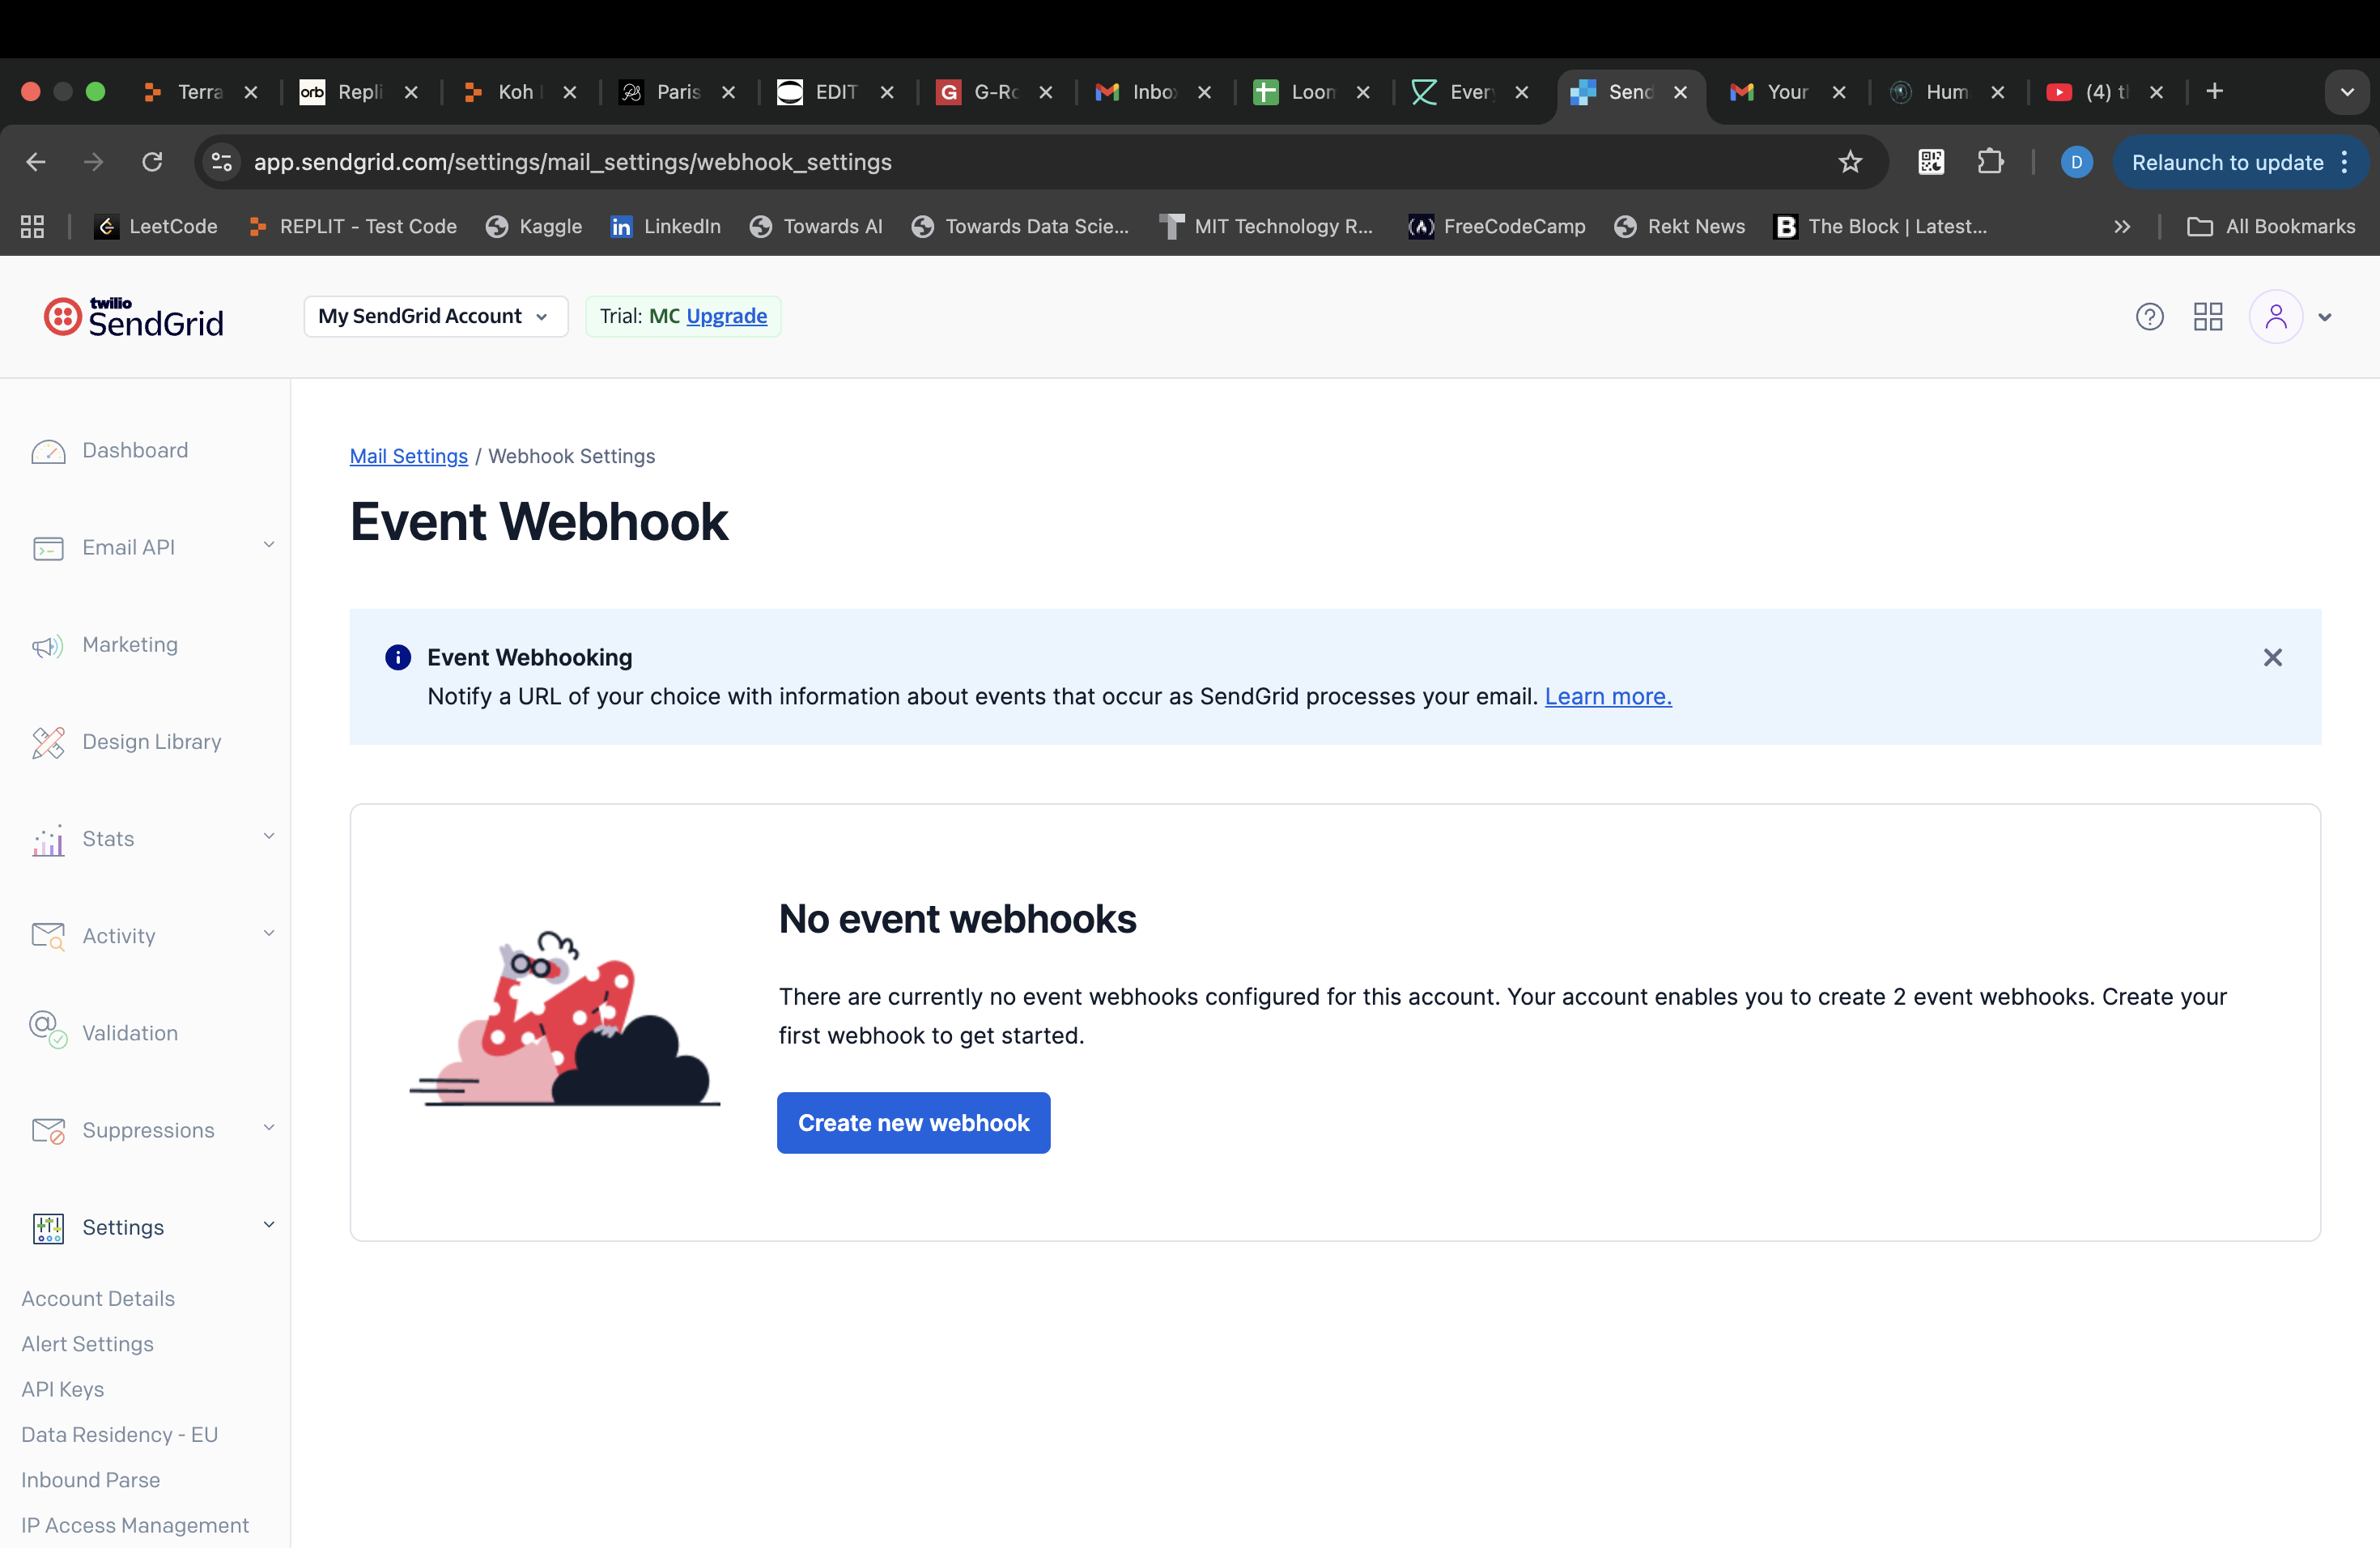 Terra
Repli
Koh
Paris
EDIT
G-Ro
Inbo
Loom
Ever
Send
Your
Hum
(4) tl
app.sendgrid.com/settings/mail_settings/webhook_settings
D
Relaunch to update
LeetCode
REPLIT - Test Code
Kaggle
LinkedIn
Towards AI
Towards Data Scie...
MIT Technology R...
FreeCodeCamp
Rekt News
The Block | Latest...
All Bookmarks
twilio
SendGrid
My SendGrid Account
Trial: MC Upgrade
Dashboard
Email API
Marketing
Design Library
Stats
Activity
Validation
Suppressions
Settings
Account Details
Alert Settings
API Keys
Data Residency - EU
Inbound Parse
IP Access Management
Mail Settings / Webhook Settings
Event Webhook
Event Webhooking
Notify a URL of your choice with information about events that occur as SendGrid processes your email. Learn more.
No event webhooks
There are currently no event webhooks configured for this account. Your account enables you to create 2 event webhooks. Create your
first webhook to get started.
Create new webhook